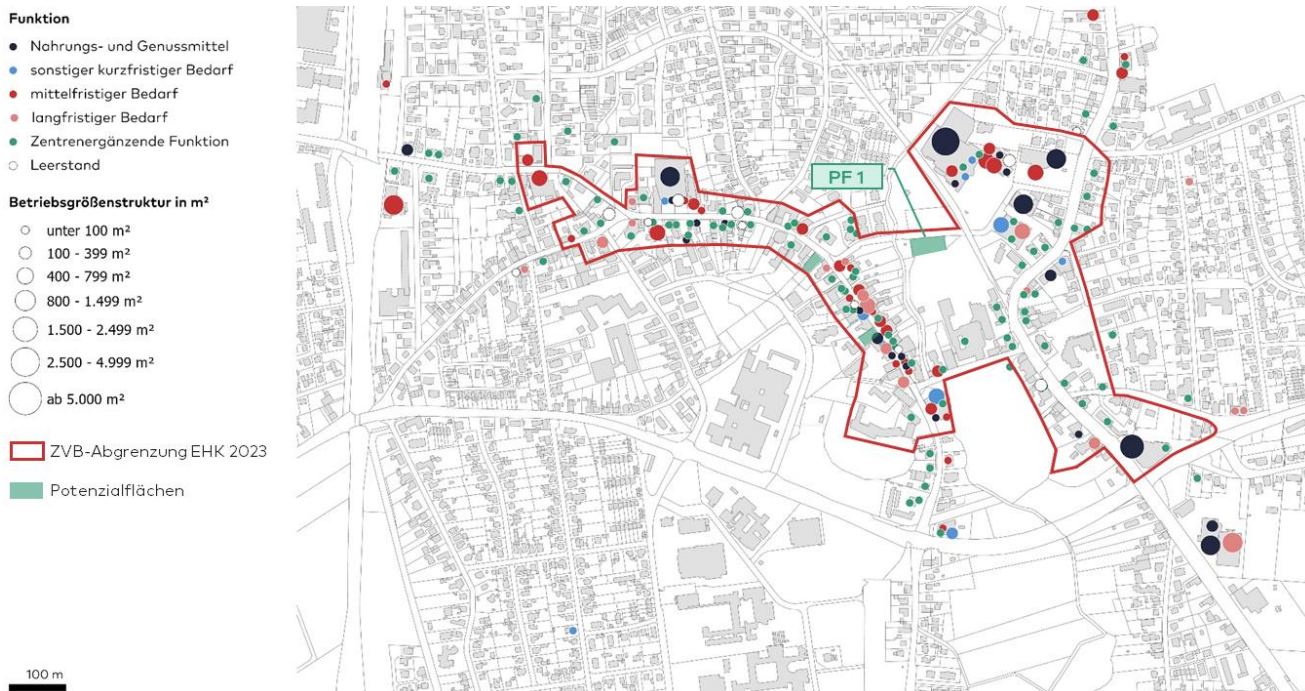 Funktion
Nahrungs- und Genussmittel
sonstiger kurzfristiger Bedarf
mittelfristiger Bedarf
langfristiger Bedarf
Zentrenergänzende Funktion
Leerstand
Betriebsgrößenstruktur in m²
unter 100 m²
100 - 399 m²
400 - 799 m²
800 - 1.499 m²
1.500 - 2.499 m²
2.500 - 4.999 m²
ab 5.000 m²
ZVB-Abgrenzung EHK 2023
Potenzialflächen
100 m
PF 1